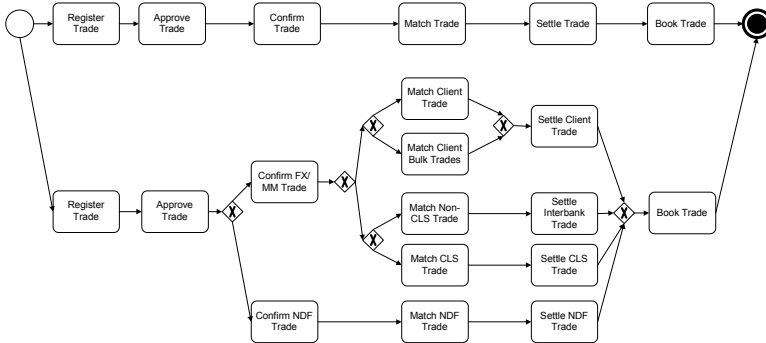 Register
Trade
Approve
Trade
Confirm
Trade
Match Trade
Settle Trade
Book Trade
Match Client
Trade
Match Client
Bulk Trades
X
X
Settle Client
Trade
Confirm FX/
MM Trade
X
Register
Trade
Approve
Trade
X
Match Non-
CLS Trade
Settle
Interbank
Trade
X
Book Trade
X
Match CLS
Trade
Settle CLS
Trade
Confirm NDF
Trade
Match NDF
Trade
Settle NDF
Trade